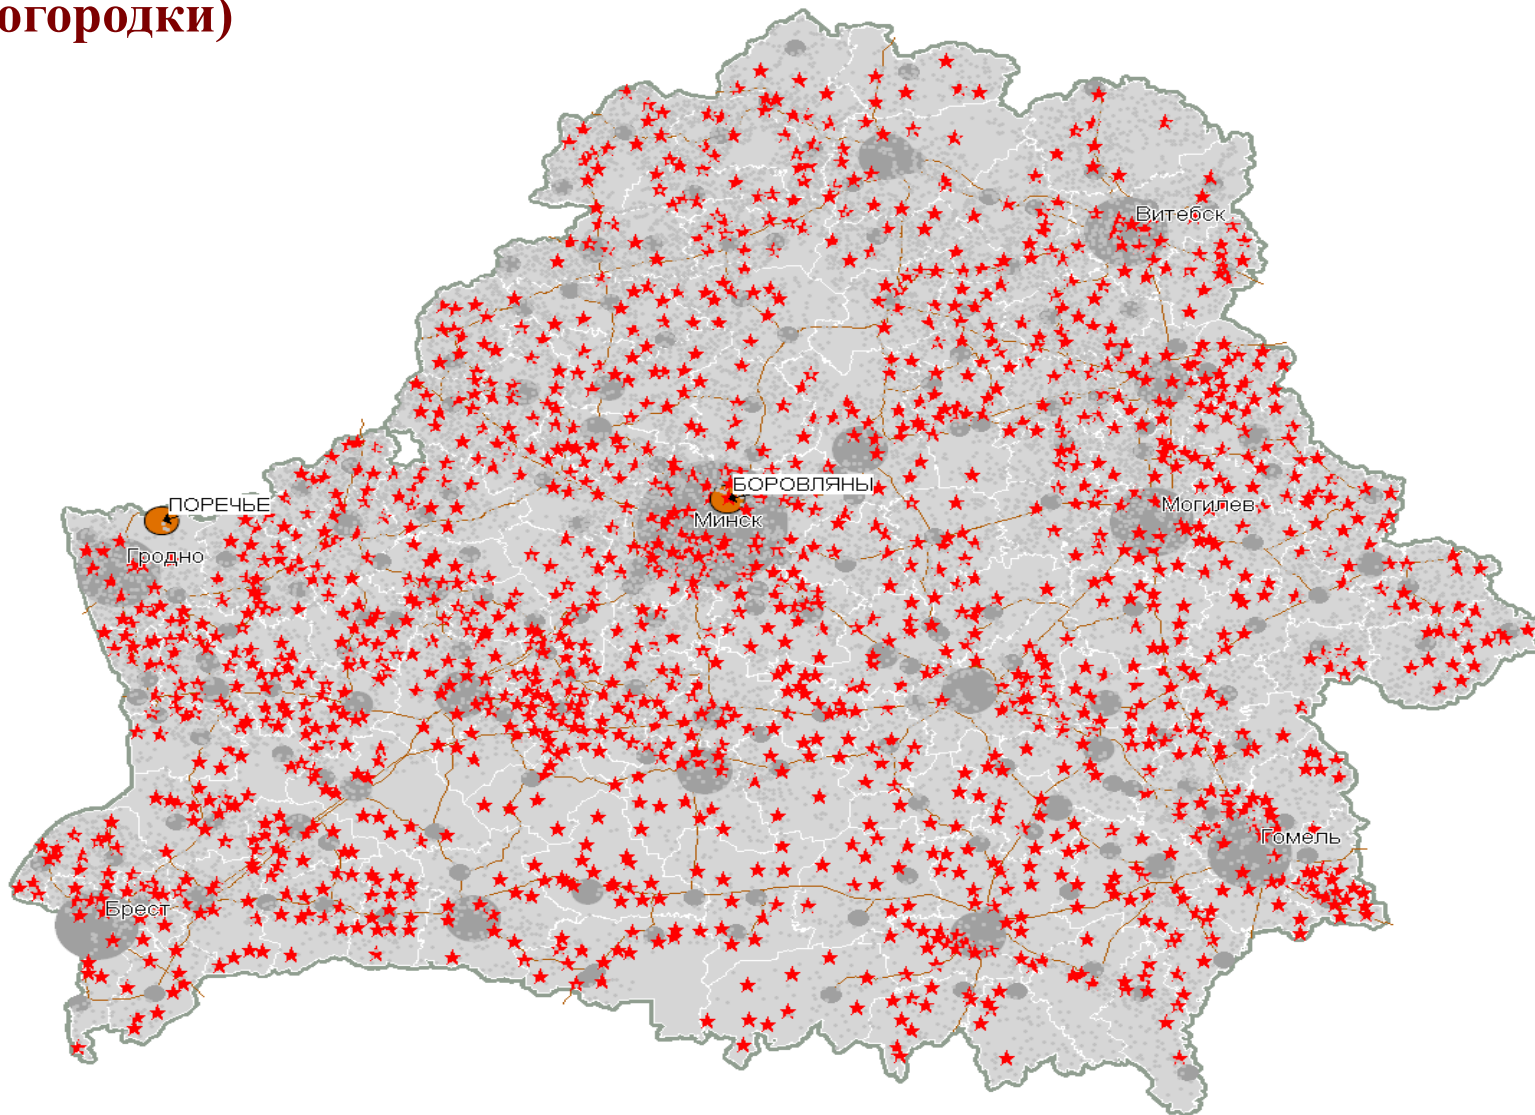 огородки)
Витебск
БОРОВЛЯНЫ
ПОРЕЧЬЕ
Могилев
Минск
Гродно
Гомель
Брест